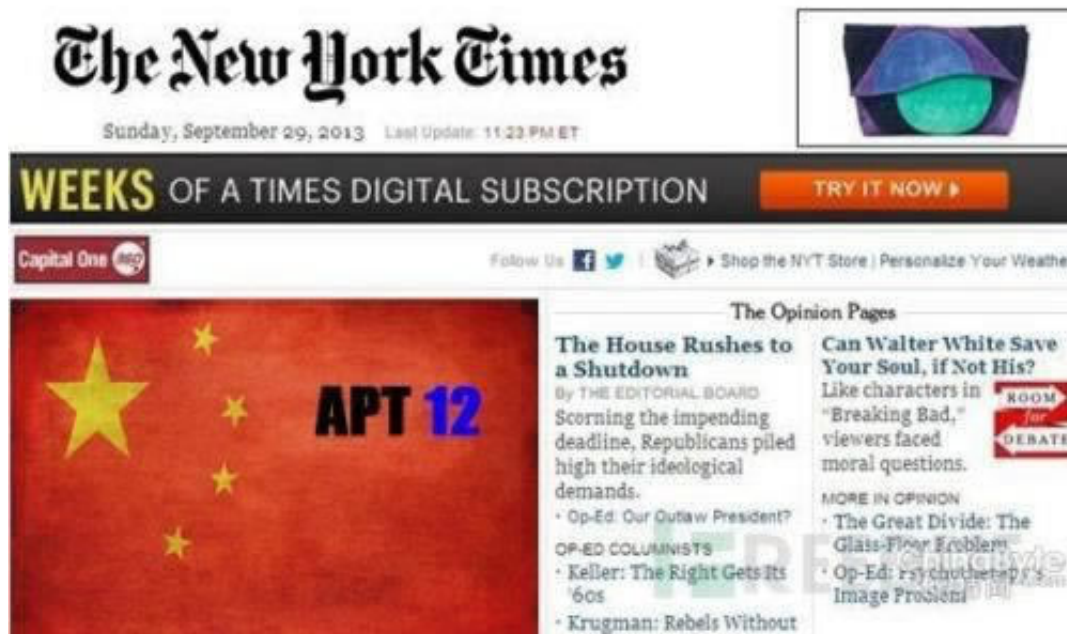 The New York Times
Sunday, September 29, 2013 Last Update: 11:23 PM ET
WEEKS OF A TIMES DIGITAL SUBSCRIPTION
TRY IT NOW
Capital One 360
Follow Us
Shop the NYT Store | Personalize Your Weathe
APT 12
The Opinion Pages
The House Rushes to
a Shutdown
By THE EDITORIAL BOARD
Scorning the impending
deadline, Republicans piled
high their ideological
demands.
• Op-Ed: Our Outlaw President?
OP-ED COLUMNISTS
• Keller: The Right Gets Its
'60s
• Krugman: Rebels Without
Can Walter White Save
Your Soul, if Not His?
Like characters in
“Breaking Bad,”
viewers faced
moral questions.
ROOM
for
DEBATE
MORE IN OPINION
• The Great Divide: The
Glass-Floor Problem
• Op-Ed: Psychotherapy's
Image Problem